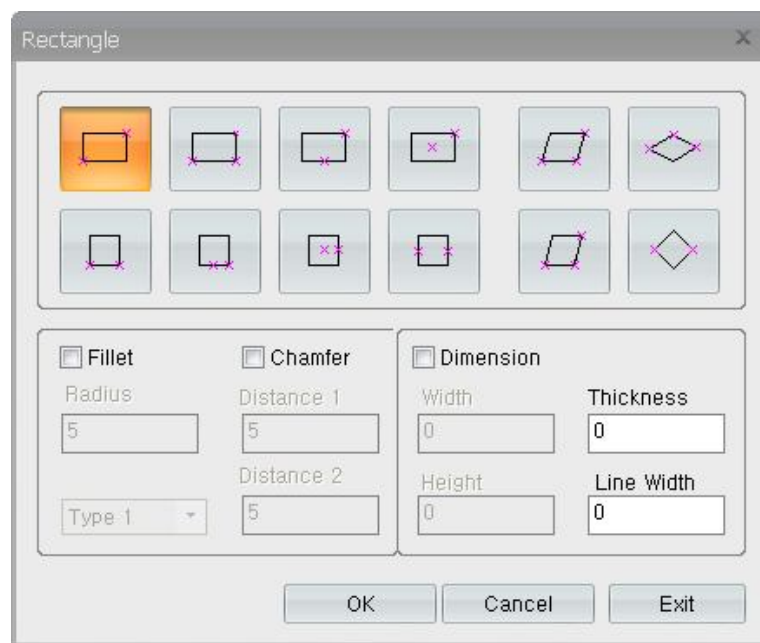 Rectangle
Fillet
Chamfer
Dimension
Radius
Distance 1
Width
Thickness
5
5
0
0
Distance 2
Height
Line Width
Type 1
5
0
0
OK
Cancel
Exit